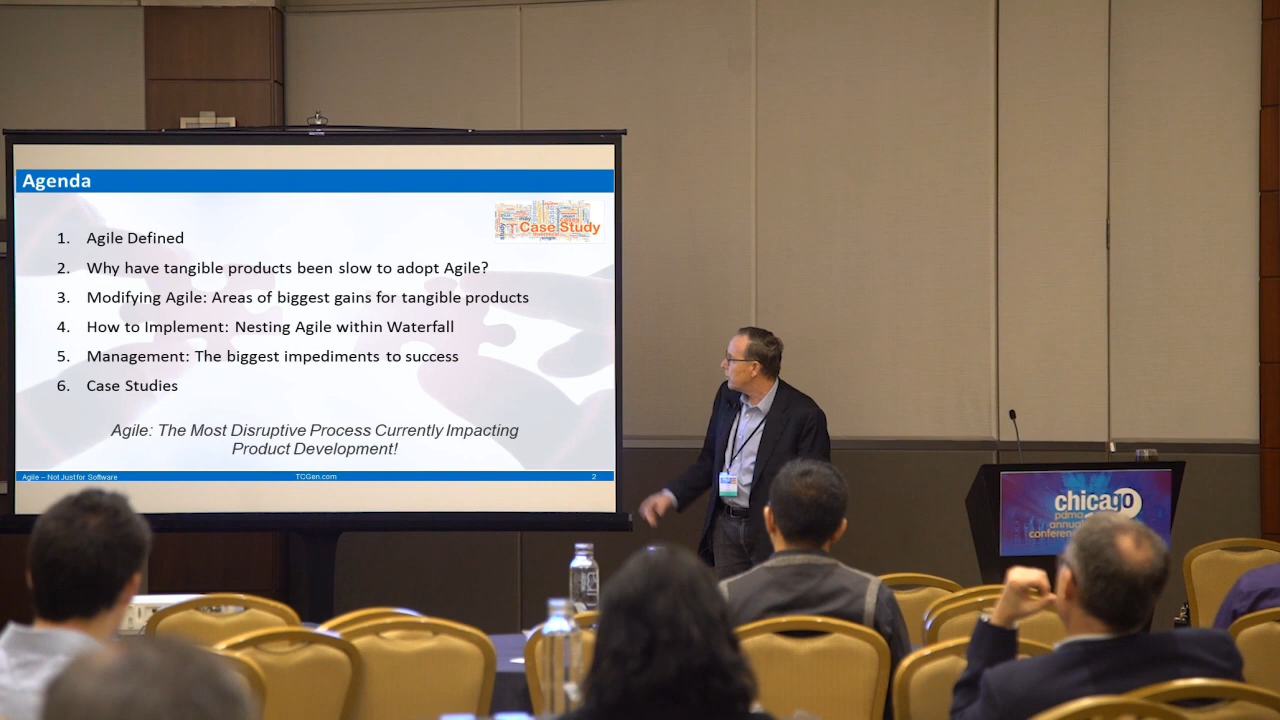 Agenda
Case Study
1. Agile Defined
2. Why have tangible products been slow to adopt Agile?
3. Modifying Agile: Areas of biggest gains for tangible products
4. How to Implement: Nesting Agile within Waterfall
5. Management: The biggest impediments to success
6. Case Studies
Agile: The Most Disruptive Process Currently Impacting
Product Development!
Agile – Not Just for Software TCGen.com 2
chicago
pdma
annual
conference